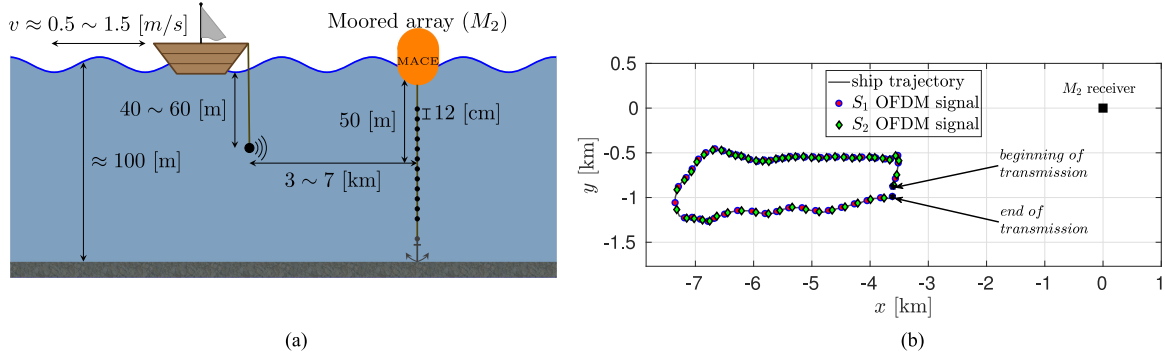 v ≈ 0.5 ∼ 1.5 [m/s]
Moored array (M₂)
MACE
40 ∼ 60 [m]
50 [m]
12 [cm]
≈ 100 [m]
3 ∼ 7 [km]
(a)
ship trajectory
S₁ OFDM signal
S₂ OFDM signal
M₂ receiver
beginning of
transmission
end of
transmission
0.5
0
-0.5
-1
-1.5
y [km]
-7 -6 -5 -4 -3 -2 -1 0 1
x [km]
(b)